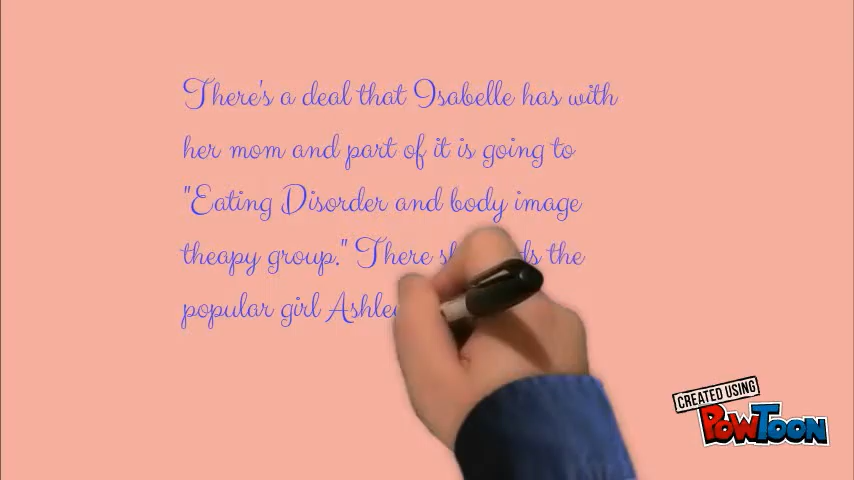 There's a deal that Isabelle has with
her mom and part of it is going to
"Eating Disorder and body image
theapy group." There the
popular girl
CREATED USING
POWTOON